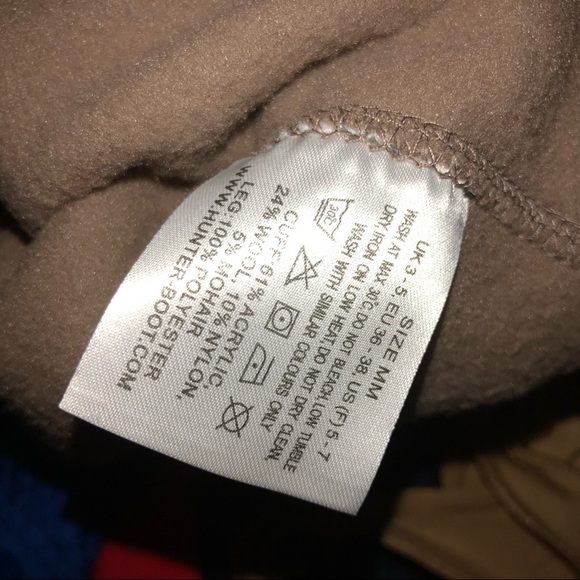 SIZE MM
UK 3 - 5 EU 36 - 38, US (F) 5 - 7
WASH AT MAX 30C DO NOT BLEACH,LOW TUMBLE
DRY IRON ON LOW HEAT,DO NOT DRY CLEAN,
WASH WITH SIMILAR COLOURS ONLY
30C
CUFF:61% ACRYLIC,
24% WOOL,10% NYLON,
5% MOHAIR
LEG:100% POLYESTER
WWW.HUNTER-BOOT.COM